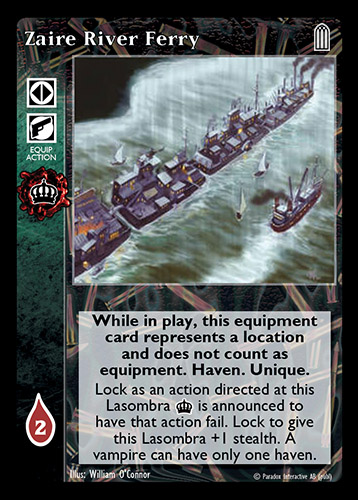 Zaire River Ferry
EQUIP
ACTION
While in play, this equipment
card represents a location
and does not count as
equipment. Haven. Unique.
Lock as an action directed at this
Lasombra is announced to
have that action fail. Lock to give
this Lasombra +1 stealth. A
vampire can have only one haven.
2
Illus: William O'Connor
© Paradox Interactive AB (publ)